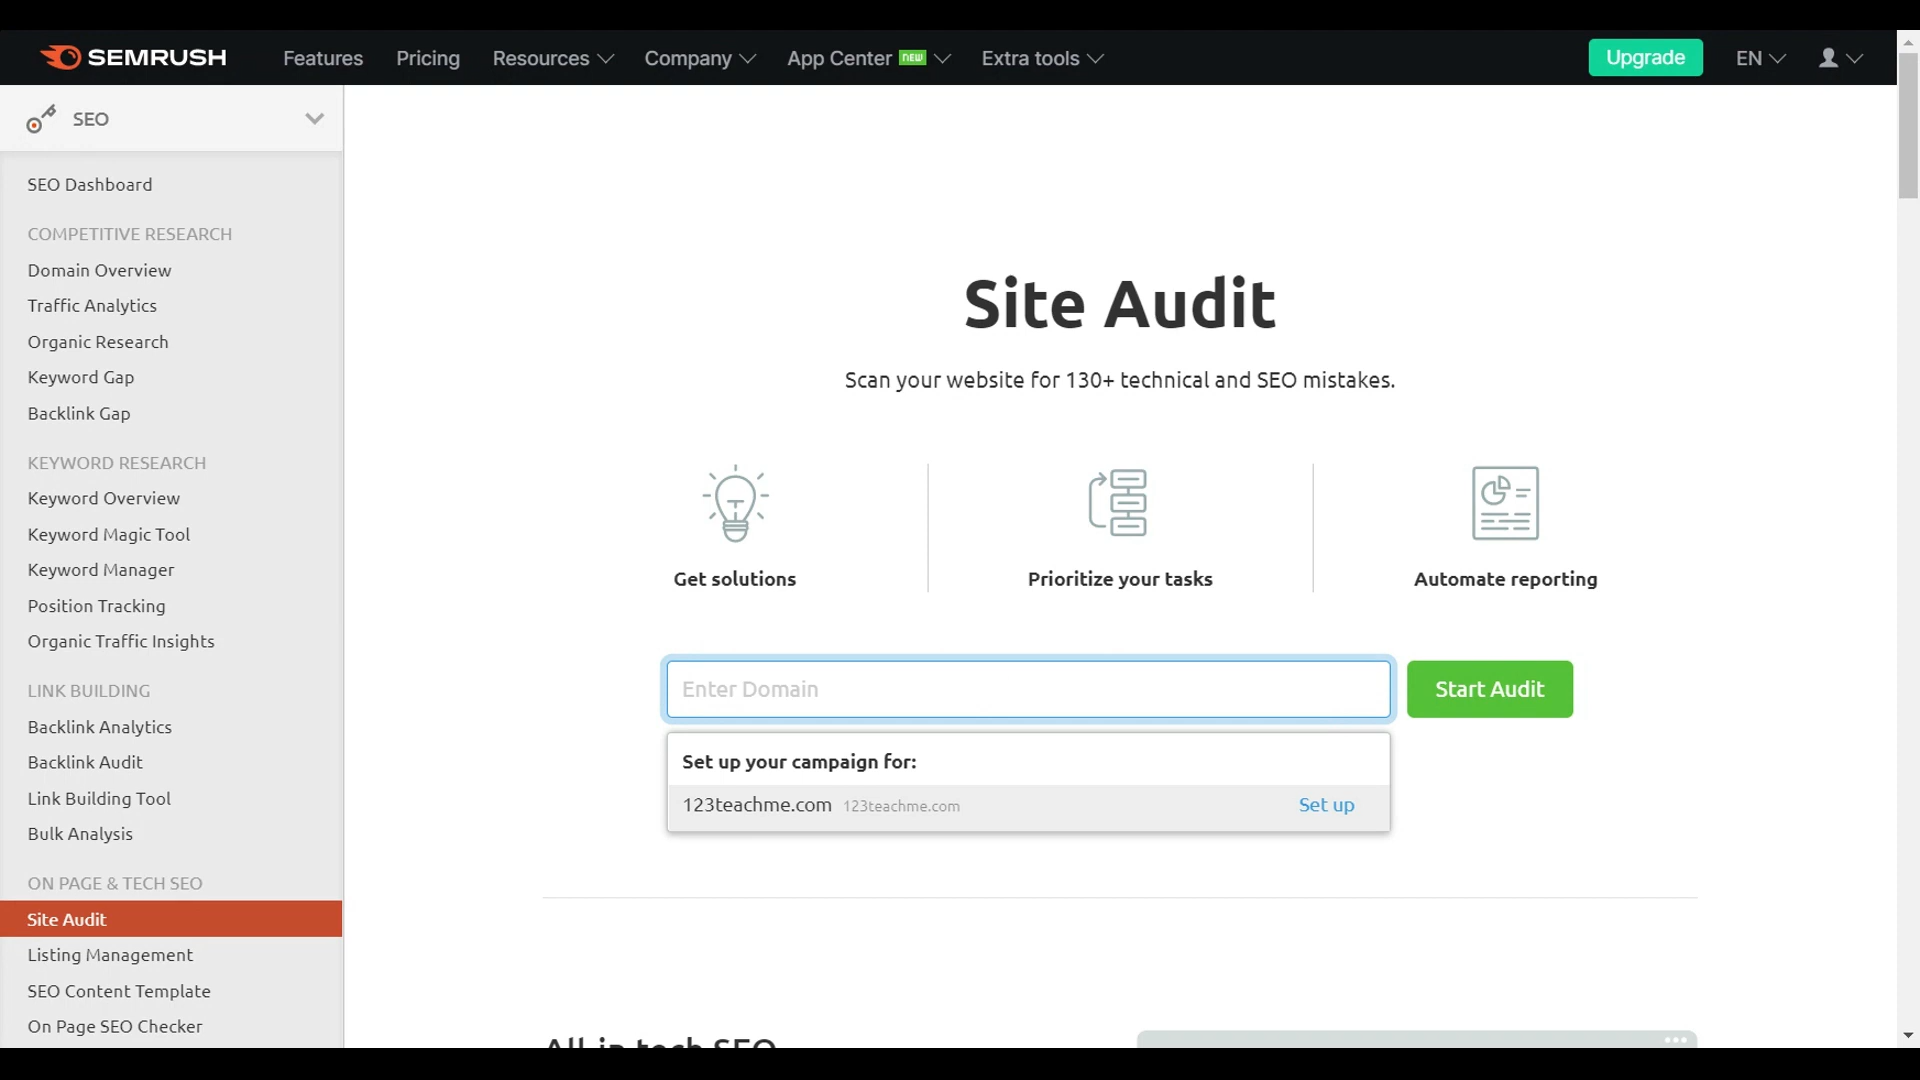 SEMRUSH Features Pricing Resources Company App Center NEW Extra tools Upgrade EN
SEO
SEO Dashboard
COMPETITIVE RESEARCH
Domain Overview
Traffic Analytics
Organic Research
Keyword Gap
Backlink Gap
KEYWORD RESEARCH
Keyword Overview
Keyword Magic Tool
Keyword Manager
Position Tracking
Organic Traffic Insights
LINK BUILDING
Backlink Analytics
Backlink Audit
Link Building Tool
Bulk Analysis
ON PAGE & TECH SEO
Site Audit
Listing Management
SEO Content Template
On Page SEO Checker
Site Audit
Scan your website for 130+ technical and SEO mistakes.
Get solutions Prioritize your tasks Automate reporting
Enter Domain Start Audit
Set up your campaign for:
123teachme.com 123teachme.com Set up
All in tech SEO